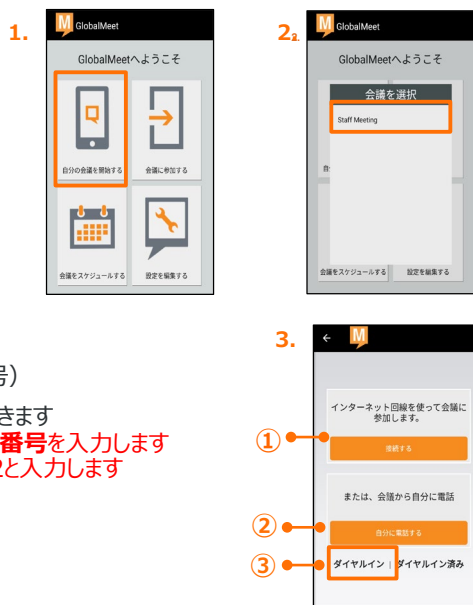 1.
GlobalMeet
GlobalMeetへようこそ
自分の会議を開始する
会議に参加する
会議をスケジュールする
設定を編集する
2.
2.
GlobalMeet
GlobalMeetへようこそ
会議を選択
Staff Meeting
自
会議をスケジュールする
設定を編集する
号）
きます
番号を入力します
2と入力します
3.
インターネット回線を使って会議に
参加します。
① 接続する
または、会議から自分に電話
② 自分に電話する
③ ダイヤルイン | ダイヤルイン済み